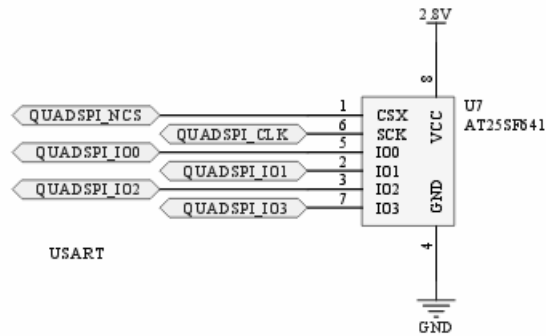 2.8V
8
1
U7
QUADSPI_NCS
CSX
AT25SF641
6
QUADSPI_CLK
SCK
VCC
5
QUADSPI_IO0
IO0
2
QUADSPI_IO1
IO1
3
QUADSPI_IO2
IO2
GND
7
QUADSPI_IO3
IO3
4
USART
GND